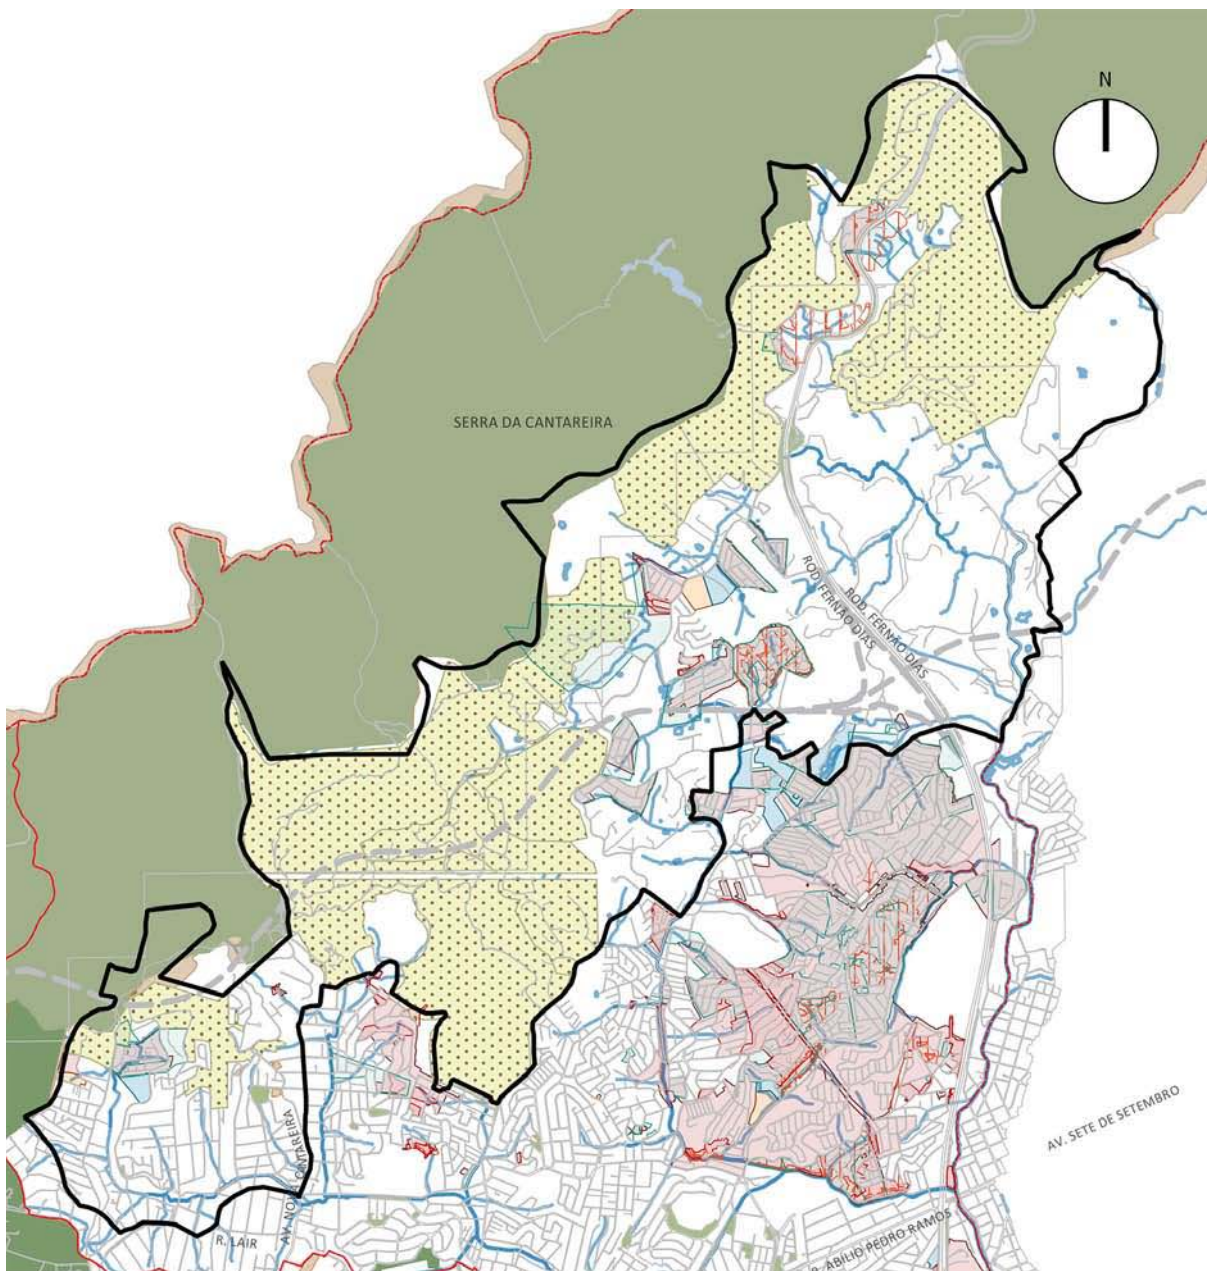 N
SERRA DA CANTAREIRA
ROD. FERNÃO DIAS
ROD. FERNÃO DIAS
AV. SETE DE SETEMBRO
AV. NOVA CANTAREIRA
R. LAIR
R. ABÍLIO PEDRO RAMOS